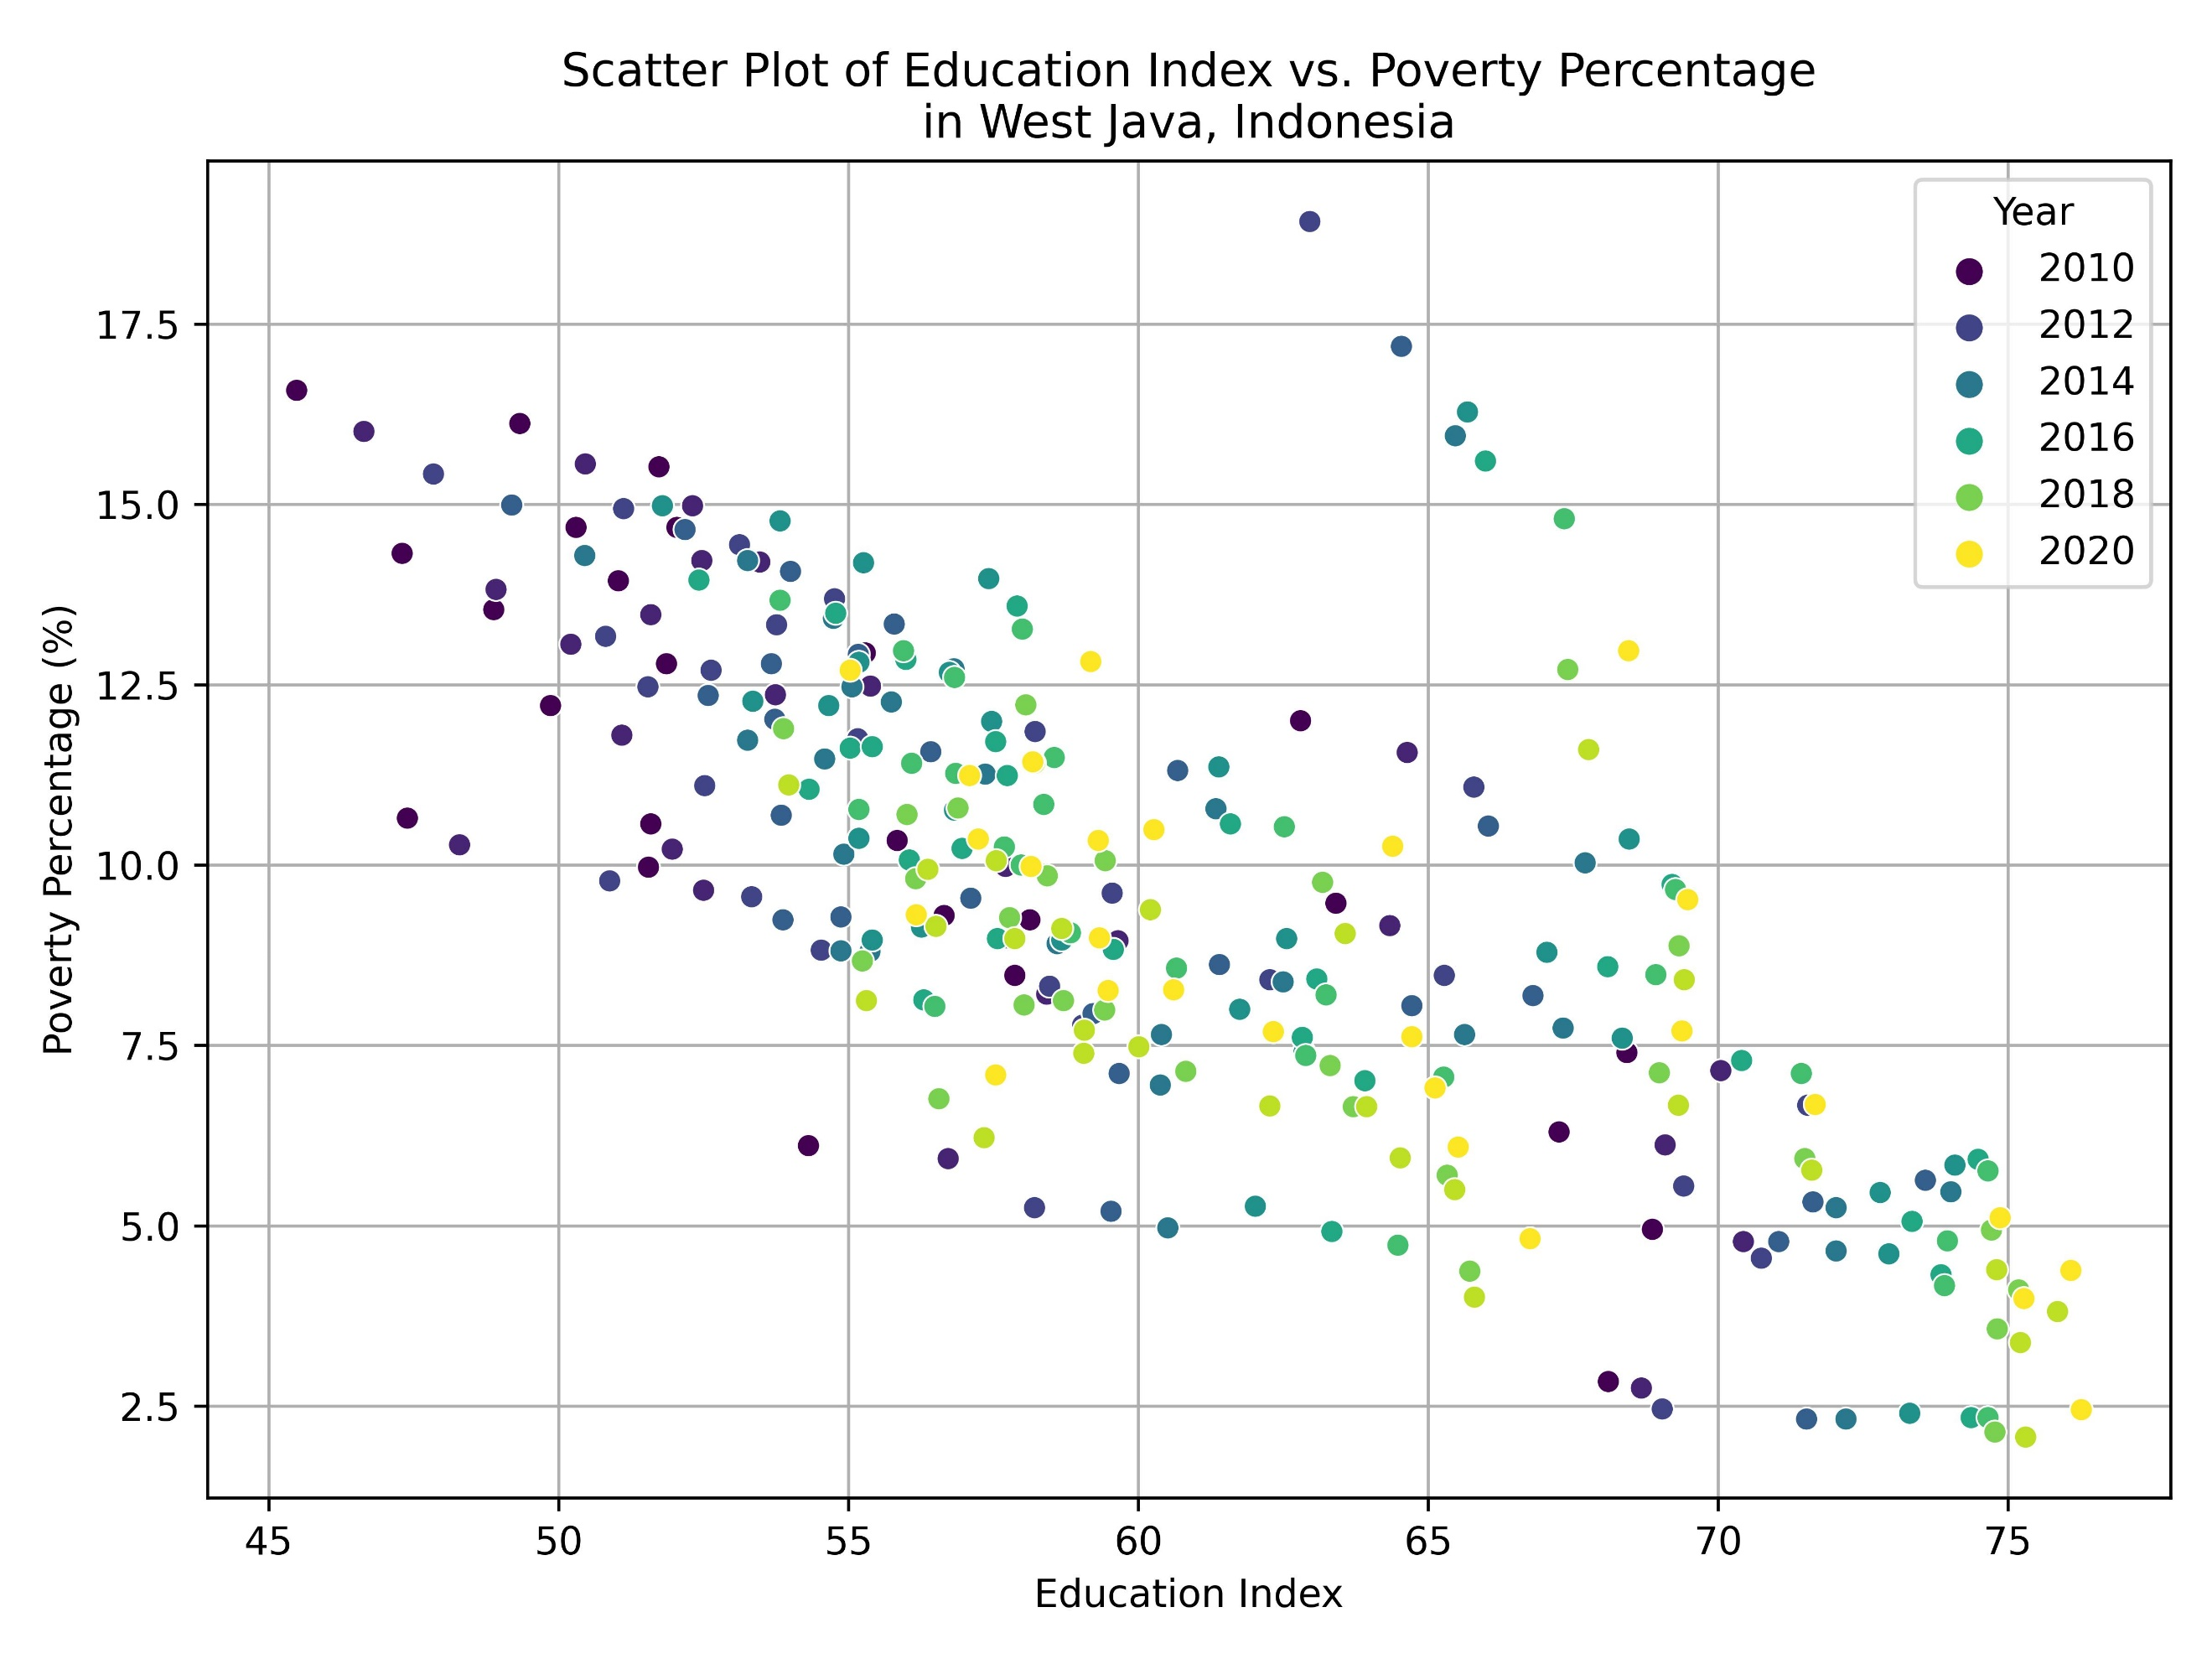 Scatter Plot of Education Index vs. Poverty Percentage
in West Java, Indonesia
Year
2010
2012
2014
2016
2018
2020
Poverty Percentage (%)
17.5
15.0
12.5
10.0
7.5
5.0
2.5
45 50 55 60 65 70 75
Education Index